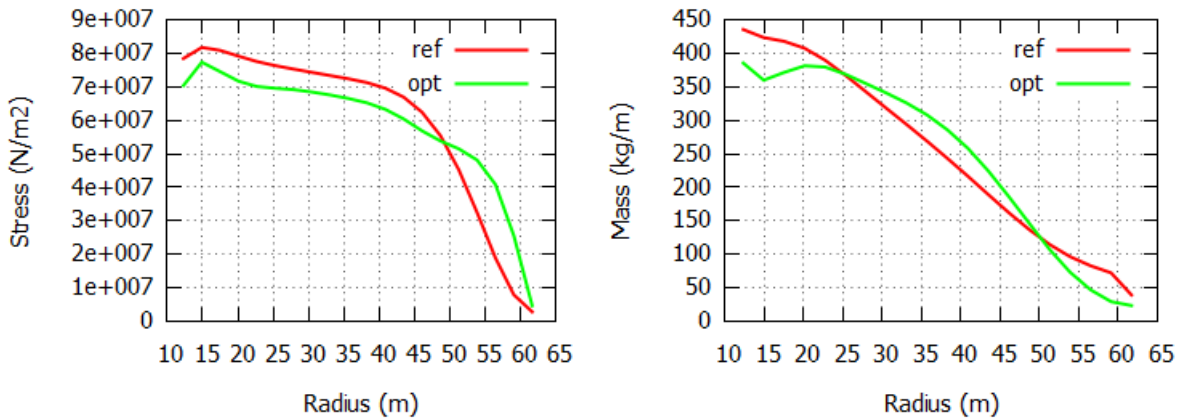 9e+007
8e+007
7e+007
6e+007
5e+007
4e+007
3e+007
2e+007
1e+007
0
Stress (N/m2)
ref
opt
10 15 20 25 30 35 40 45 50 55 60 65
Radius (m)
450
400
350
300
250
200
150
100
50
0
Mass (kg/m)
ref
opt
10 15 20 25 30 35 40 45 50 55 60 65
Radius (m)